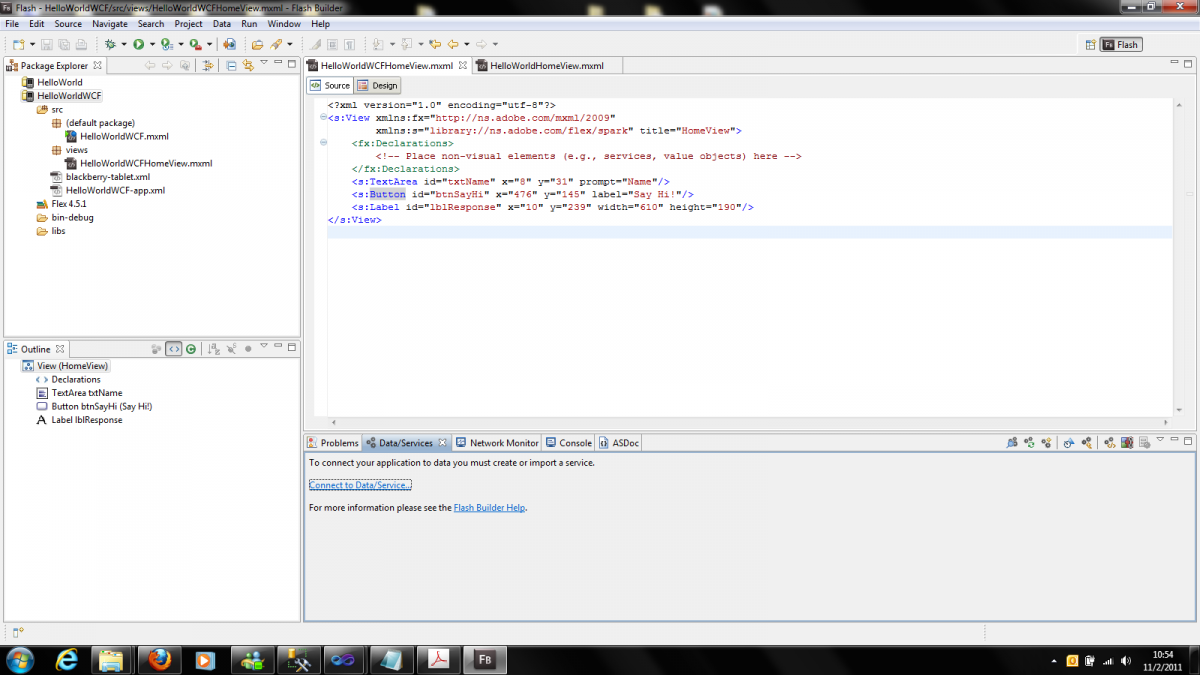 Flash - HelloWorldWCF/src/views/HelloWorldWCFHomeView.mxml - Flash Builder
File Edit Source Navigate Search Project Data Run Window Help
Flash
Package Explorer
HelloWorld
HelloWorldWCF
src
(default package)
HelloWorldWCF.mxml
views
HelloWorldWCFHomeView.mxml
blackberry-tablet.xml
HelloWorldWCF-app.xml
Flex 4.5.1
bin-debug
libs
Outline
View (HomeView)
Declarations
TextArea txtName
Button btnSayHi (Say Hi!)
Label lblResponse
HelloWorldWCFHomeView.mxml HelloWorldHomeView.mxml
Source Design
<?xml version="1.0" encoding="utf-8"?>
<s:View xmlns:fx="http://ns.adobe.com/mxml/2009"
xmlns:s="library://ns.adobe.com/flex/spark" title="HomeView">
<fx:Declarations>
<!-- Place non-visual elements (e.g., services, value objects) here -->
</fx:Declarations>
<s:TextArea id="txtName" x="8" y="31" prompt="Name"/>
<s:Button id="btnSayHi" x="476" y="145" label="Say Hi!"/>
<s:Label id="lblResponse" x="10" y="239" width="610" height="190"/>
</s:View>
Problems Data/Services Network Monitor Console ASDoc
To connect your application to data you must create or import a service.
Connect to Data/Service...
For more information please see the Flash Builder Help.
FB
10:54
11/2/2011